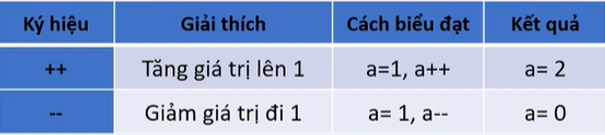 Ký hiệu Giải thích Cách biểu đạt Kết quả
++ Tăng giá trị lên 1 a=1, a++ a= 2
-- Giảm giá trị đi 1 a= 1, a-- a= 0